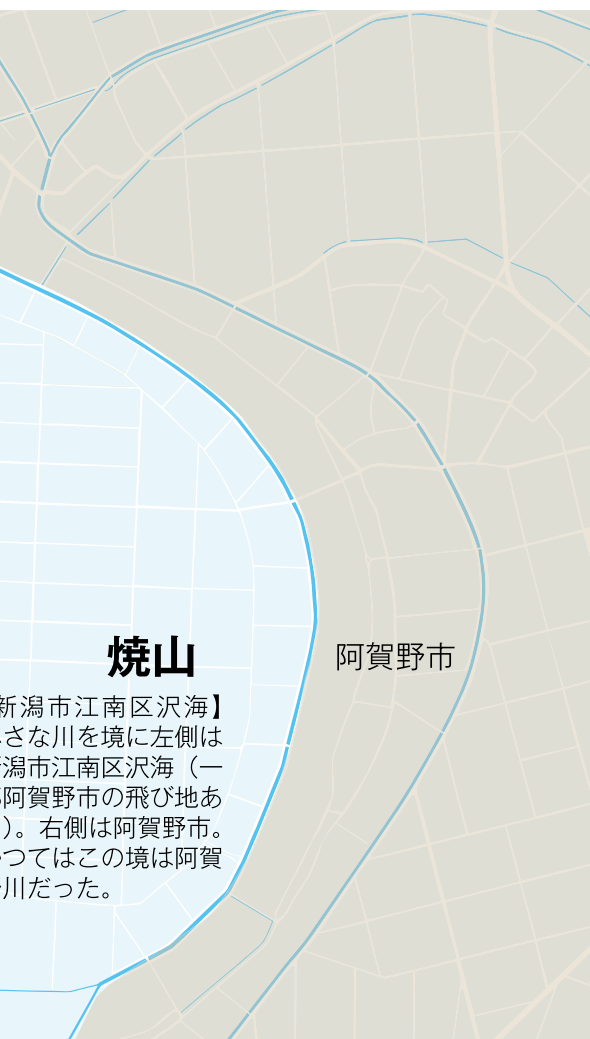 焼山
阿賀野市
新潟市江南区沢海】
さな川を境に左側は
潟市江南区沢海（一
阿賀野市の飛び地あ
）。右側は阿賀野市。
つてはこの境は阿賀
川だった。